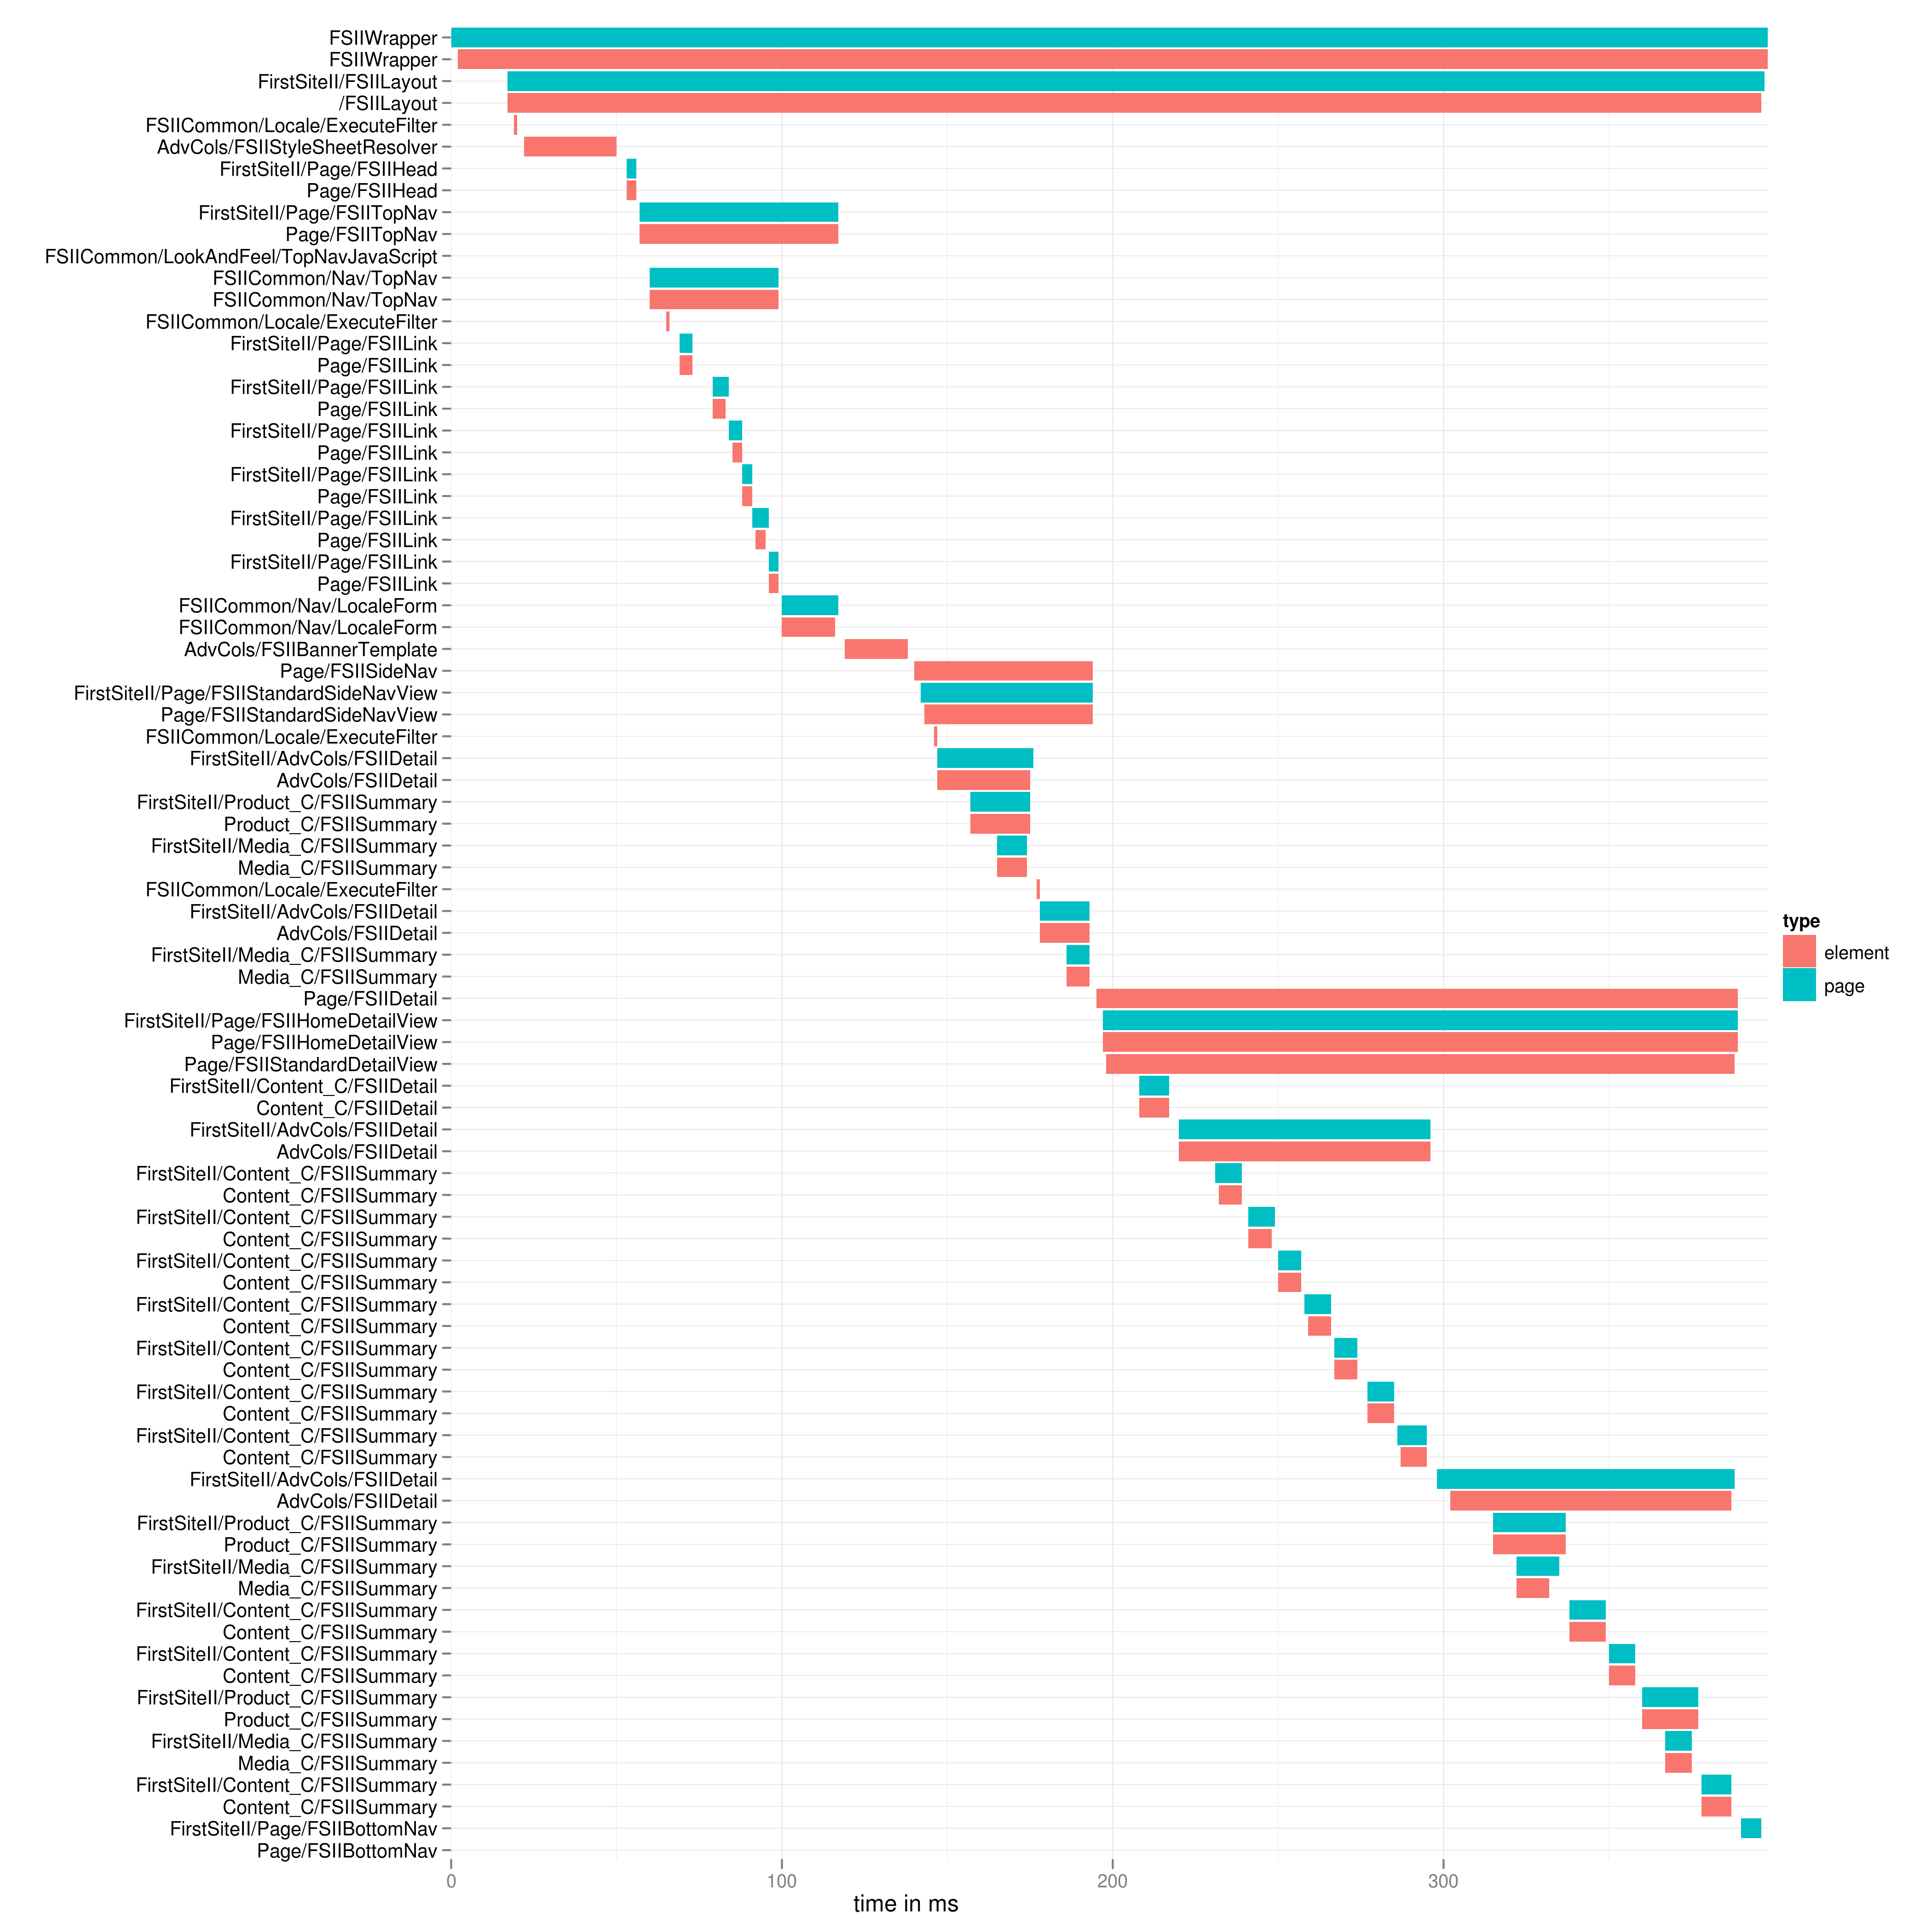 FSIIWrapper
FSIIWrapper
FirstSiteII/FSIILayout
/FSIILayout
FSIICommon/Locale/ExecuteFilter
AdvCols/FSIIStyleSheetResolver
FirstSiteII/Page/FSIIHead
Page/FSIIHead
FirstSiteII/Page/FSIITopNav
Page/FSIITopNav
FSIICommon/LookAndFeel/TopNavJavaScript
FSIICommon/Nav/TopNav
FSIICommon/Nav/TopNav
FSIICommon/Locale/ExecuteFilter
FirstSiteII/Page/FSIILink
Page/FSIILink
FirstSiteII/Page/FSIILink
Page/FSIILink
FirstSiteII/Page/FSIILink
Page/FSIILink
FirstSiteII/Page/FSIILink
Page/FSIILink
FirstSiteII/Page/FSIILink
Page/FSIILink
FirstSiteII/Page/FSIILink
Page/FSIILink
FSIICommon/Nav/LocaleForm
FSIICommon/Nav/LocaleForm
AdvCols/FSIIBannerTemplate
Page/FSIISideNav
FirstSiteII/Page/FSIIStandardSideNavView
Page/FSIIStandardSideNavView
FSIICommon/Locale/ExecuteFilter
FirstSiteII/AdvCols/FSIIDetail
AdvCols/FSIIDetail
FirstSiteII/Product_C/FSIISummary
Product_C/FSIISummary
FirstSiteII/Media_C/FSIISummary
Media_C/FSIISummary
FSIICommon/Locale/ExecuteFilter
FirstSiteII/AdvCols/FSIIDetail
AdvCols/FSIIDetail
FirstSiteII/Media_C/FSIISummary
Media_C/FSIISummary
Page/FSIIDetail
FirstSiteII/Page/FSIIHomeDetailView
Page/FSIIHomeDetailView
Page/FSIIStandardDetailView
FirstSiteII/Content_C/FSIIDetail
Content_C/FSIIDetail
FirstSiteII/AdvCols/FSIIDetail
AdvCols/FSIIDetail
FirstSiteII/Content_C/FSIISummary
Content_C/FSIISummary
FirstSiteII/Content_C/FSIISummary
Content_C/FSIISummary
FirstSiteII/Content_C/FSIISummary
Content_C/FSIISummary
FirstSiteII/Content_C/FSIISummary
Content_C/FSIISummary
FirstSiteII/Content_C/FSIISummary
Content_C/FSIISummary
FirstSiteII/Content_C/FSIISummary
Content_C/FSIISummary
FirstSiteII/Content_C/FSIISummary
Content_C/FSIISummary
FirstSiteII/AdvCols/FSIIDetail
AdvCols/FSIIDetail
FirstSiteII/Product_C/FSIISummary
Product_C/FSIISummary
FirstSiteII/Media_C/FSIISummary
Media_C/FSIISummary
FirstSiteII/Content_C/FSIISummary
Content_C/FSIISummary
FirstSiteII/Content_C/FSIISummary
Content_C/FSIISummary
FirstSiteII/Product_C/FSIISummary
Product_C/FSIISummary
FirstSiteII/Media_C/FSIISummary
Media_C/FSIISummary
FirstSiteII/Content_C/FSIISummary
Content_C/FSIISummary
FirstSiteII/Page/FSIIBottomNav
Page/FSIIBottomNav
0 100 200 300
time in ms
type
element
page